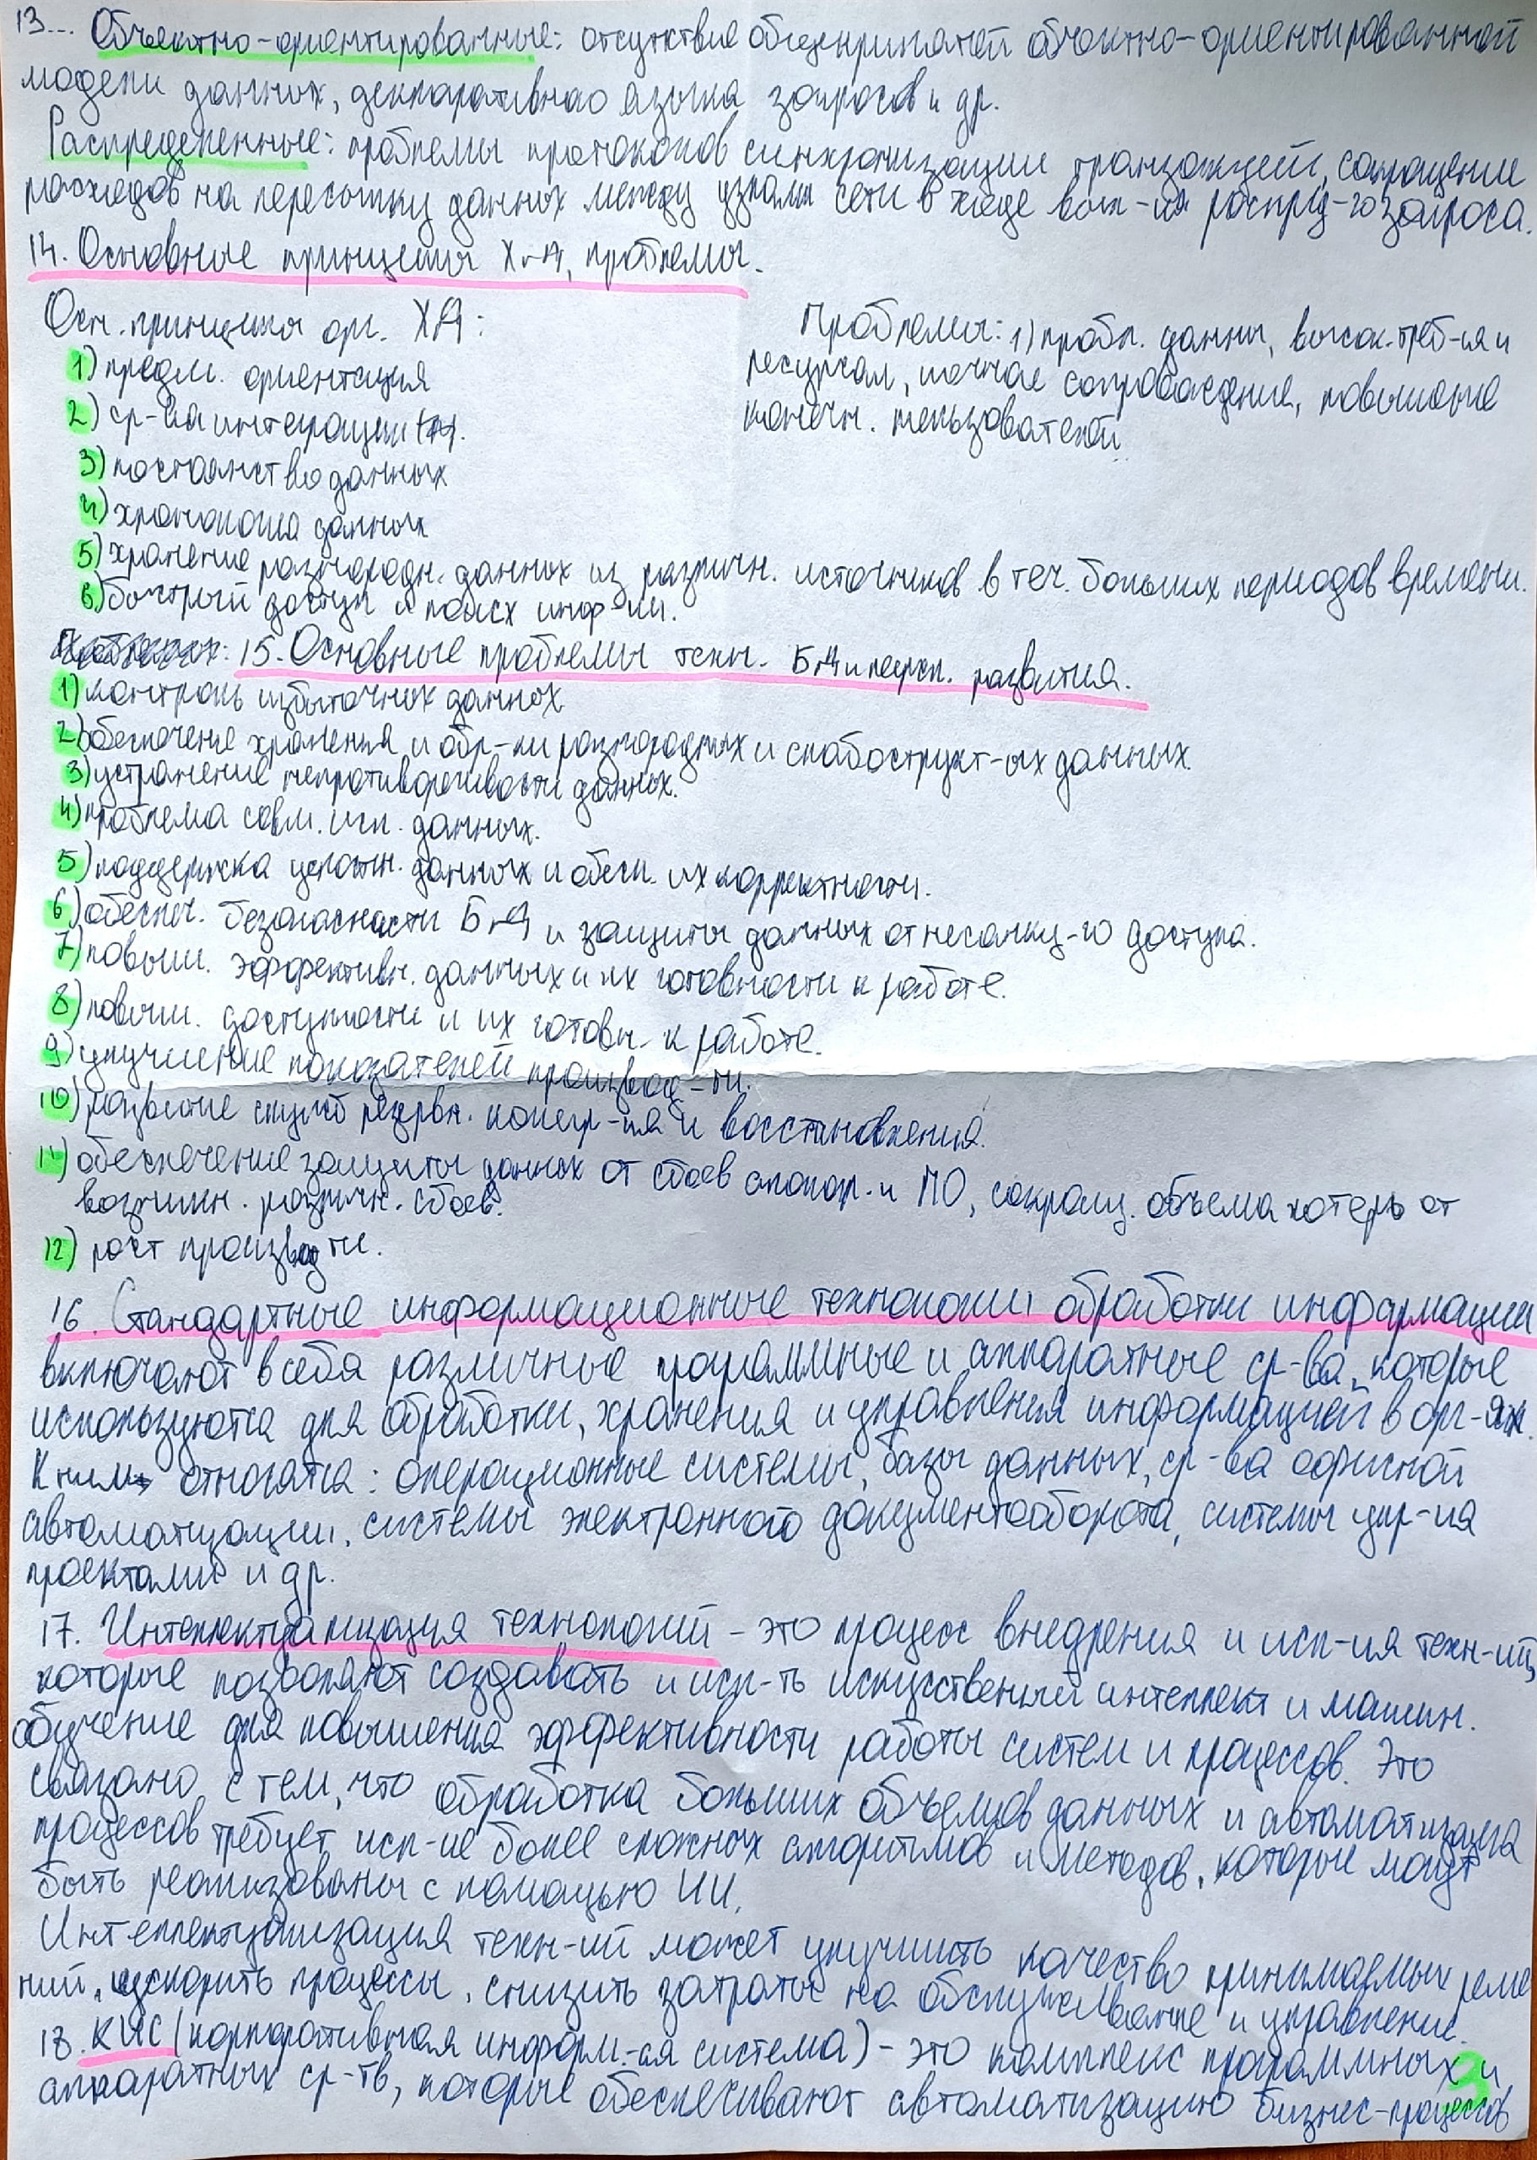 13... Объектно-ориентированные: отсутствие общепринятой объектно-ориентированной
модели данных, декларативнао языка запросов и др.
Распределенные: проблемы протоколов синхронизации транзакций, сокращение
расходов на пересылку данных между узлами сети в ходе вып-ия распред-го запроса.
14. Основные принципы ХиД, проблемы.
Осн. принципы орг. ХД:
1) предм. ориентация
2) ср-ва интеграции
3) постоянство данных
4) хронология данных
5) хранение разнородн. данных из различн. источников в теч. больших периодов времени.
6) быстрый доступ и поиск инф-ии.
Проблемы: 1) пробл. данны, высок. треб-ия и
ресурсам, сопровождение, повышение
конечн. пользователей
15. Основные проблемы техн. БнД и персп. развития.
1) контроль избыточных данных
2) обеспечение хранения и обр-ки разнородных и слабострукт-ых данных.
3) устранение непротиворечивости данных.
4) проблема совм. исп. данных.
5) поддержка целостн. данных и обесп. их корректности.
6) обеспеч. безопасности БнД и защиты данных от несанкц-го доступа.
7) повыш. эффективн. данных и их готовности к работе.
8) повыш. доступности и их готовн. к работе.
9) улучшение показателей производ-ти.
10) развитие служб резервн. копир-ия и восстановления.
11) обеспечение защиты данных от сбоев аппар. и ПО, сокращ. объема потерь от
возникн. различн. сбоев.
12) рост производ-ти.
16. Стандартные информационные технологии обработки информации
включают в себя различные программные и аппаратные ср-ва, которые
используются для обработки, хранения и управления информацией в орг-ях.
К ним относятся: операционные системы, базы данных, ср-ва офисной
автоматизации, системы электронного документооборота, системы упр-ия
проектами и др.
17. Интеллектуализация технологий - это процесс внедрения и исп-ия техн-ий,
которые позволяют создавать и исп-ть искусственный интеллект и машин.
обучение для повышения эффективности работы систем и процессов. Это
связано с тем, что обработка больших объемов данных и автоматизация
процессов требует исп-ие более сложных алгоритмов и методов, которые могут
быть реализованы с помощью ИИ.
Интеллектуализация техн-ий может улучшить качество принимаемых реше
ний, ускорить процессы, снизить затраты на обслуживание и управление.
18. КИС (корпоративная информ.-ая система) - это комплекс программных и
аппаратных ср-тв, которые обеспечивают автоматизацию бизнес-процессов